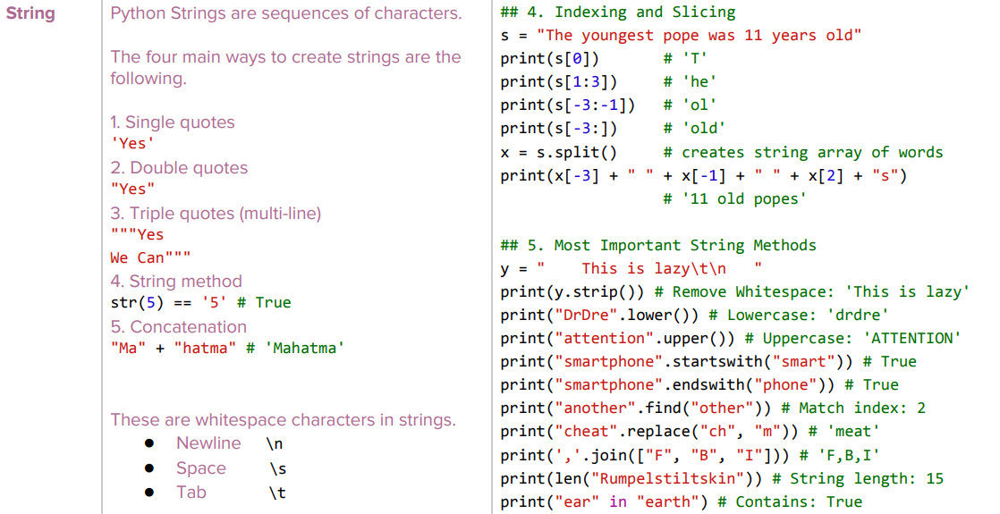 String
Python Strings are sequences of characters.
The four main ways to create strings are the
following.
1. Single quotes
'Yes'
2. Double quotes
"Yes"
3. Triple quotes (multi-line)
"""Yes
We Can"""
4. String method
str(5) == '5' # True
5. Concatenation
"Ma" + "hatma" # 'Mahatma'
These are whitespace characters in strings.
● Newline \n
● Space \s
● Tab \t
## 4. Indexing and Slicing
s = "The youngest pope was 11 years old"
print(s[0]) # 'T'
print(s[1:3]) # 'he'
print(s[-3:-1]) # 'ol'
print(s[-3:]) # 'old'
x = s.split() # creates string array of words
print(x[-3] + " " + x[-1] + " " + x[2] + "s")
# '11 old popes'
## 5. Most Important String Methods
y = "    This is lazy\t\n   "
print(y.strip()) # Remove Whitespace: 'This is lazy'
print("DrDre".lower()) # Lowercase: 'drdre'
print("attention".upper()) # Uppercase: 'ATTENTION'
print("smartphone".startswith("smart")) # True
print("smartphone".endswith("phone")) # True
print("another".find("other")) # Match index: 2
print("cheat".replace("ch", "m")) # 'meat'
print(','.join(["F", "B", "I"])) # 'F,B,I'
print(len("Rumpelstiltskin")) # String length: 15
print("ear" in "earth") # Contains: True